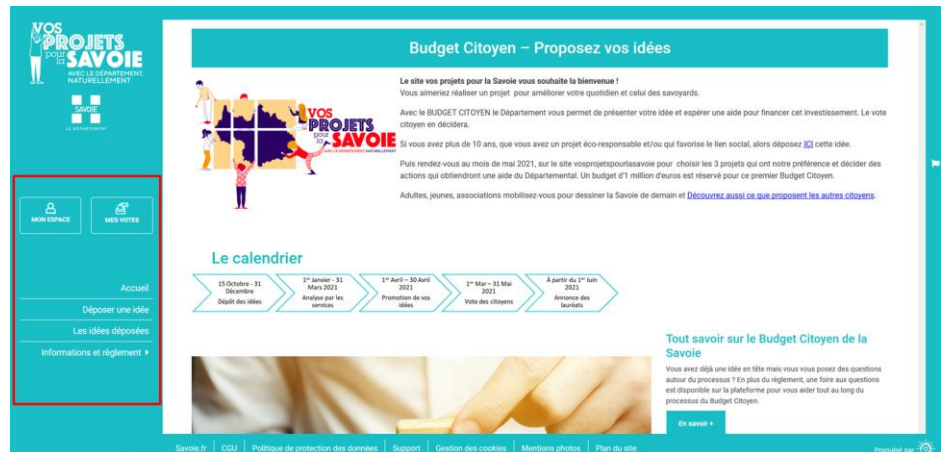 VOS
PROJETS
pour la SAVOIE
AVEC LE DÉPARTEMENT,
NATURELLEMENT
SAVOIE
LE DÉPARTEMENT
MON ESPACE
MES VOTES
Accueil
Déposer une idée
Les idées déposées
Informations et règlement
Budget Citoyen – Proposez vos idées
VOS
PROJETS
pour la SAVOIE
AVEC LE DÉPARTEMENT, NATURELLEMENT
Le site vos projets pour la Savoie vous souhaite la bienvenue !
Vous aimeriez réaliser un projet pour améliorer votre quotidien et celui des savoyards.
Avec le BUDGET CITOYEN le Département vous permet de présenter votre idée et espérer une aide pour financer cet investissement. Le vote
citoyen en décidera.
Si vous avez plus de 10 ans, que vous avez un projet éco-responsable et/ou qui favorise le lien social, alors déposez ICI cette idée.
Puis rendez-vous au mois de mai 2021, sur le site vosprojetspourlasavoie pour choisir les 3 projets qui ont notre préférence et décider des
actions qui obtiendront une aide du Départemental. Un budget d'1 million d'euros est réservé pour ce premier Budget Citoyen.
Adultes, jeunes, associations mobilisez-vous pour dessiner la Savoie de demain et Découvrez aussi ce que proposent les autres citoyens.
Le calendrier
15 Octobre - 31
Décembre
Dépôt des idées
1er Janvier - 31
Mars 2021
Analyse par les
services
1er Avril – 30 Avril
2021
Promotion de vos
idées
1er Mar – 31 Mai
2021
Vote des citoyens
À partir du 1er Juin
2021
Annonce des
lauréats
Tout savoir sur le Budget Citoyen de la
Savoie
Vous avez déjà une idée en tête mais vous vous posez des questions
autour du processus ? En plus du règlement, une foire aux questions
est disponible sur la plateforme pour vous aider tout au long du
processus du Budget Citoyen.
En savoir +
Savoie.fr | CGU | Politique de protection des données | Support | Gestion des cookies | Mentions photos | Plan du site
Propulsé par